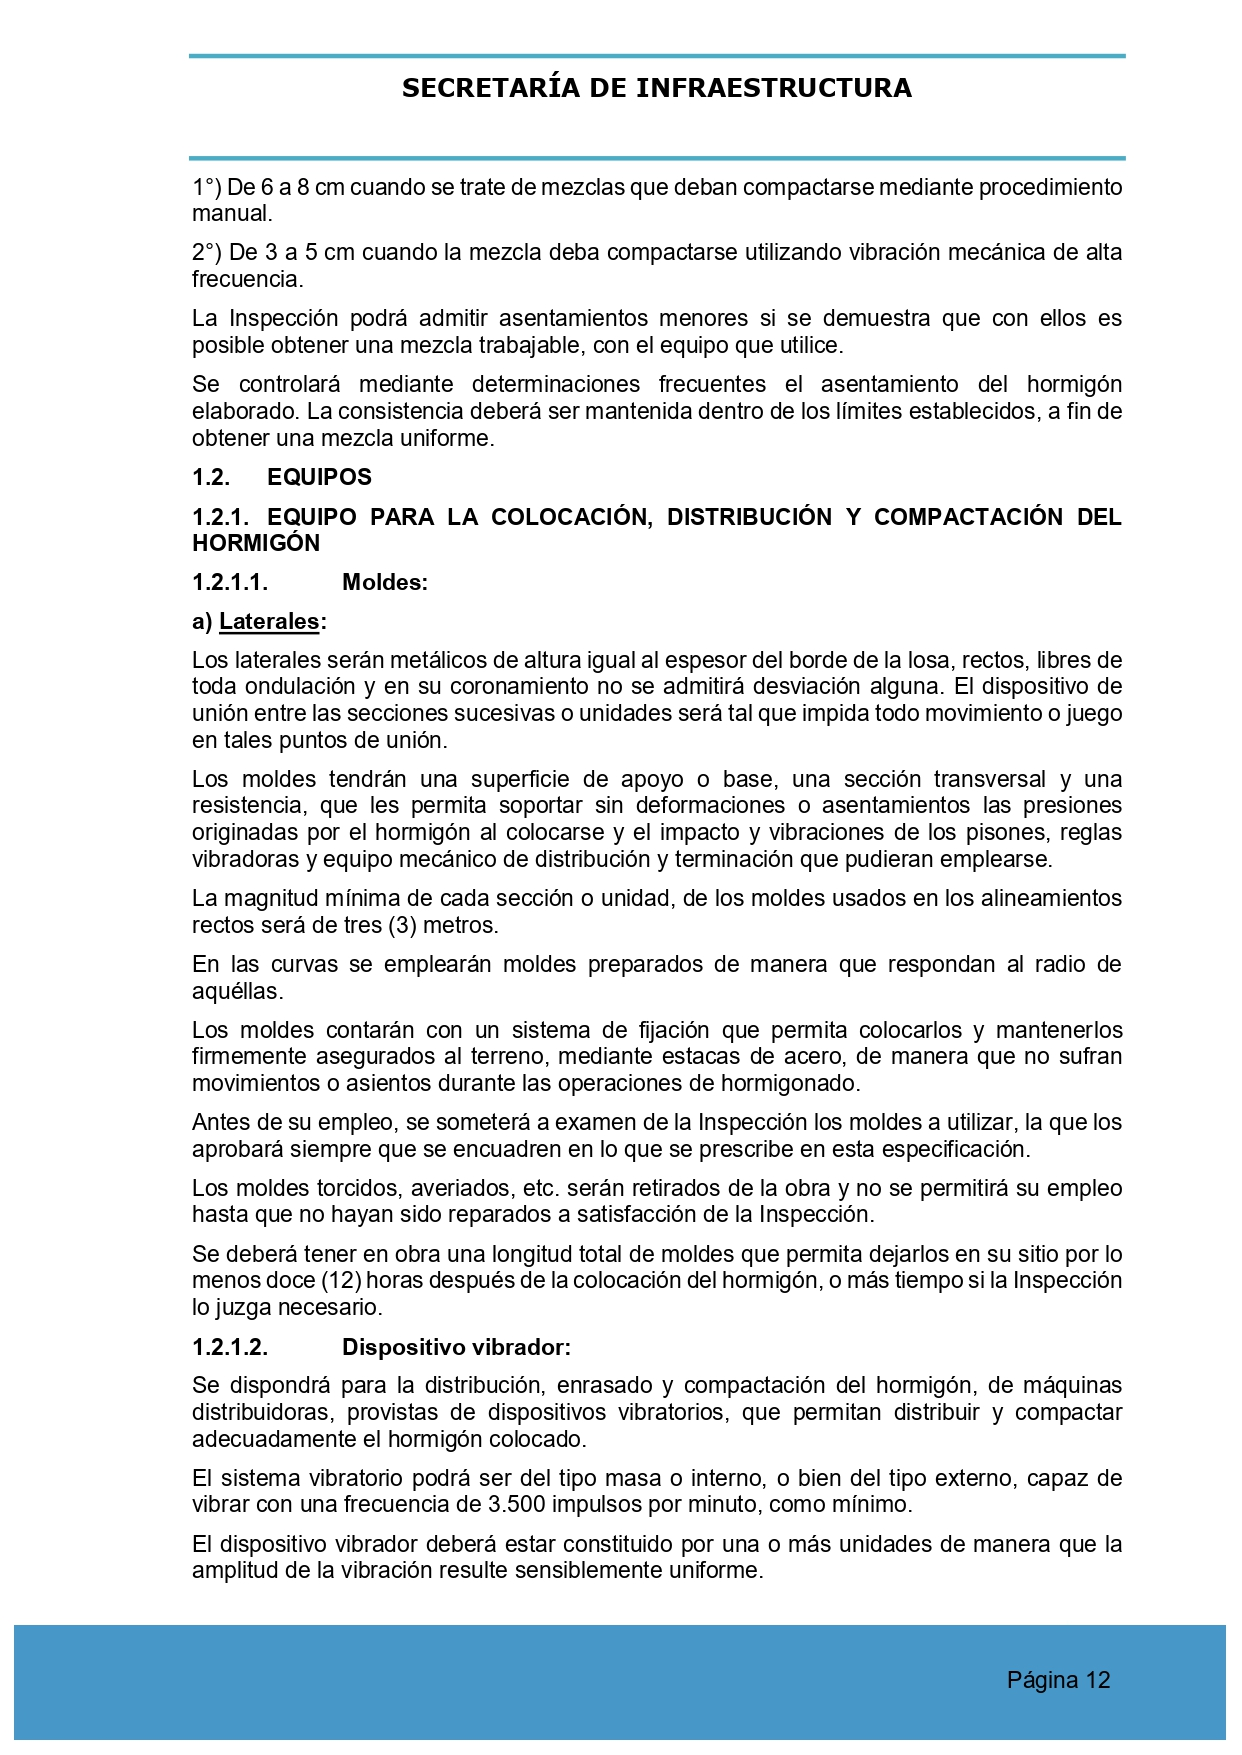 SECRETARÍA DE INFRAESTRUCTURA
1°) De 6 a 8 cm cuando se trate de mezclas que deban compactarse mediante procedimiento
manual.
2°) De 3 a 5 cm cuando la mezcla deba compactarse utilizando vibración mecánica de alta
frecuencia.
La Inspección podrá admitir asentamientos menores si se demuestra que con ellos es
posible obtener una mezcla trabajable, con el equipo que utilice.
Se controlará mediante determinaciones frecuentes el asentamiento del hormigón
elaborado. La consistencia deberá ser mantenida dentro de los límites establecidos, a fin de
obtener una mezcla uniforme.
1.2. EQUIPOS
1.2.1. EQUIPO PARA LA COLOCACIÓN, DISTRIBUCIÓN Y COMPACTACIÓN DEL
HORMIGÓN
1.2.1.1. Moldes:
a) Laterales:
Los laterales serán metálicos de altura igual al espesor del borde de la losa, rectos, libres de
toda ondulación y en su coronamiento no se admitirá desviación alguna. El dispositivo de
unión entre las secciones sucesivas o unidades será tal que impida todo movimiento o juego
en tales puntos de unión.
Los moldes tendrán una superficie de apoyo o base, una sección transversal y una
resistencia, que les permita soportar sin deformaciones o asentamientos las presiones
originadas por el hormigón al colocarse y el impacto y vibraciones de los pisones, reglas
vibradoras y equipo mecánico de distribución y terminación que pudieran emplearse.
La magnitud mínima de cada sección o unidad, de los moldes usados en los alineamientos
rectos será de tres (3) metros.
En las curvas se emplearán moldes preparados de manera que respondan al radio de
aquéllas.
Los moldes contarán con un sistema de fijación que permita colocarlos y mantenerlos
firmemente asegurados al terreno, mediante estacas de acero, de manera que no sufran
movimientos o asientos durante las operaciones de hormigonado.
Antes de su empleo, se someterá a examen de la Inspección los moldes a utilizar, la que los
aprobará siempre que se encuadren en lo que se prescribe en esta especificación.
Los moldes torcidos, averiados, etc. serán retirados de la obra y no se permitirá su empleo
hasta que no hayan sido reparados a satisfacción de la Inspección.
Se deberá tener en obra una longitud total de moldes que permita dejarlos en su sitio por lo
menos doce (12) horas después de la colocación del hormigón, o más tiempo si la Inspección
lo juzga necesario.
1.2.1.2. Dispositivo vibrador:
Se dispondrá para la distribución, enrasado y compactación del hormigón, de máquinas
distribuidoras, provistas de dispositivos vibratorios, que permitan distribuir y compactar
adecuadamente el hormigón colocado.
El sistema vibratorio podrá ser del tipo masa o interno, o bien del tipo externo, capaz de
vibrar con una frecuencia de 3.500 impulsos por minuto, como mínimo.
El dispositivo vibrador deberá estar constituido por una o más unidades de manera que la
amplitud de la vibración resulte sensiblemente uniforme.
Página 12